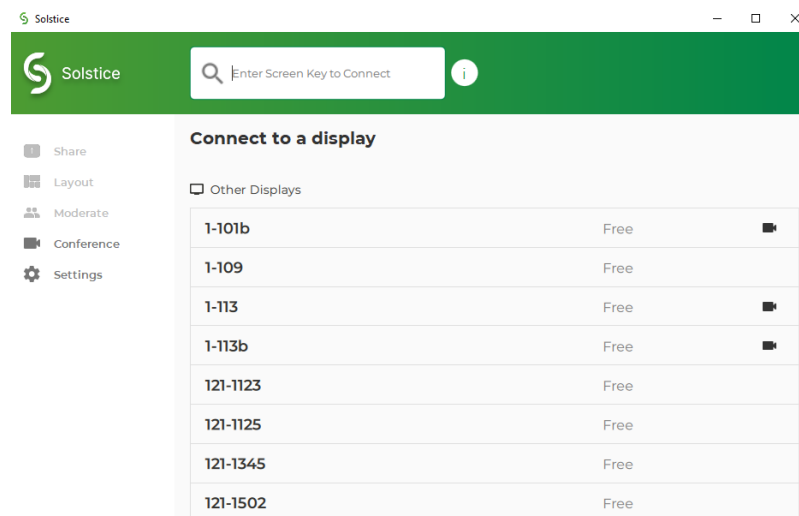 Solstice
Solstice
Enter Screen Key to Connect
i
Connect to a display
Share
Layout
Moderate
Conference
Settings
Other Displays
1-101b Free
1-109 Free
1-113 Free
1-113b Free
121-1123 Free
121-1125 Free
121-1345 Free
121-1502 Free